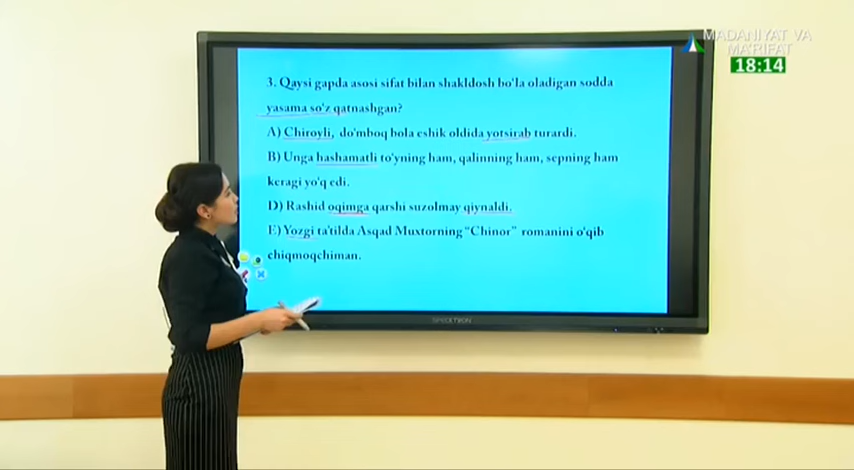 MADANIYAT VA
MA'RIFAT
18:14
3. Qaysi gapda asosi sifat bilan shakldosh bo'la oladigan sodda
yasama so'z qatnashgan?
A) Chiroyli, do'mboq bola eshik oldida yotsirab turardi.
B) Unga hashamatli to'yning ham, qalinning ham, sepning ham
keragi yo'q edi.
D) Rashid oqimga qarshi suzolmay qiynaldi.
E) Yozgi ta'tilda Asqad Muxtorning "Chinor" romanini o'qib
chiqmoqchiman.